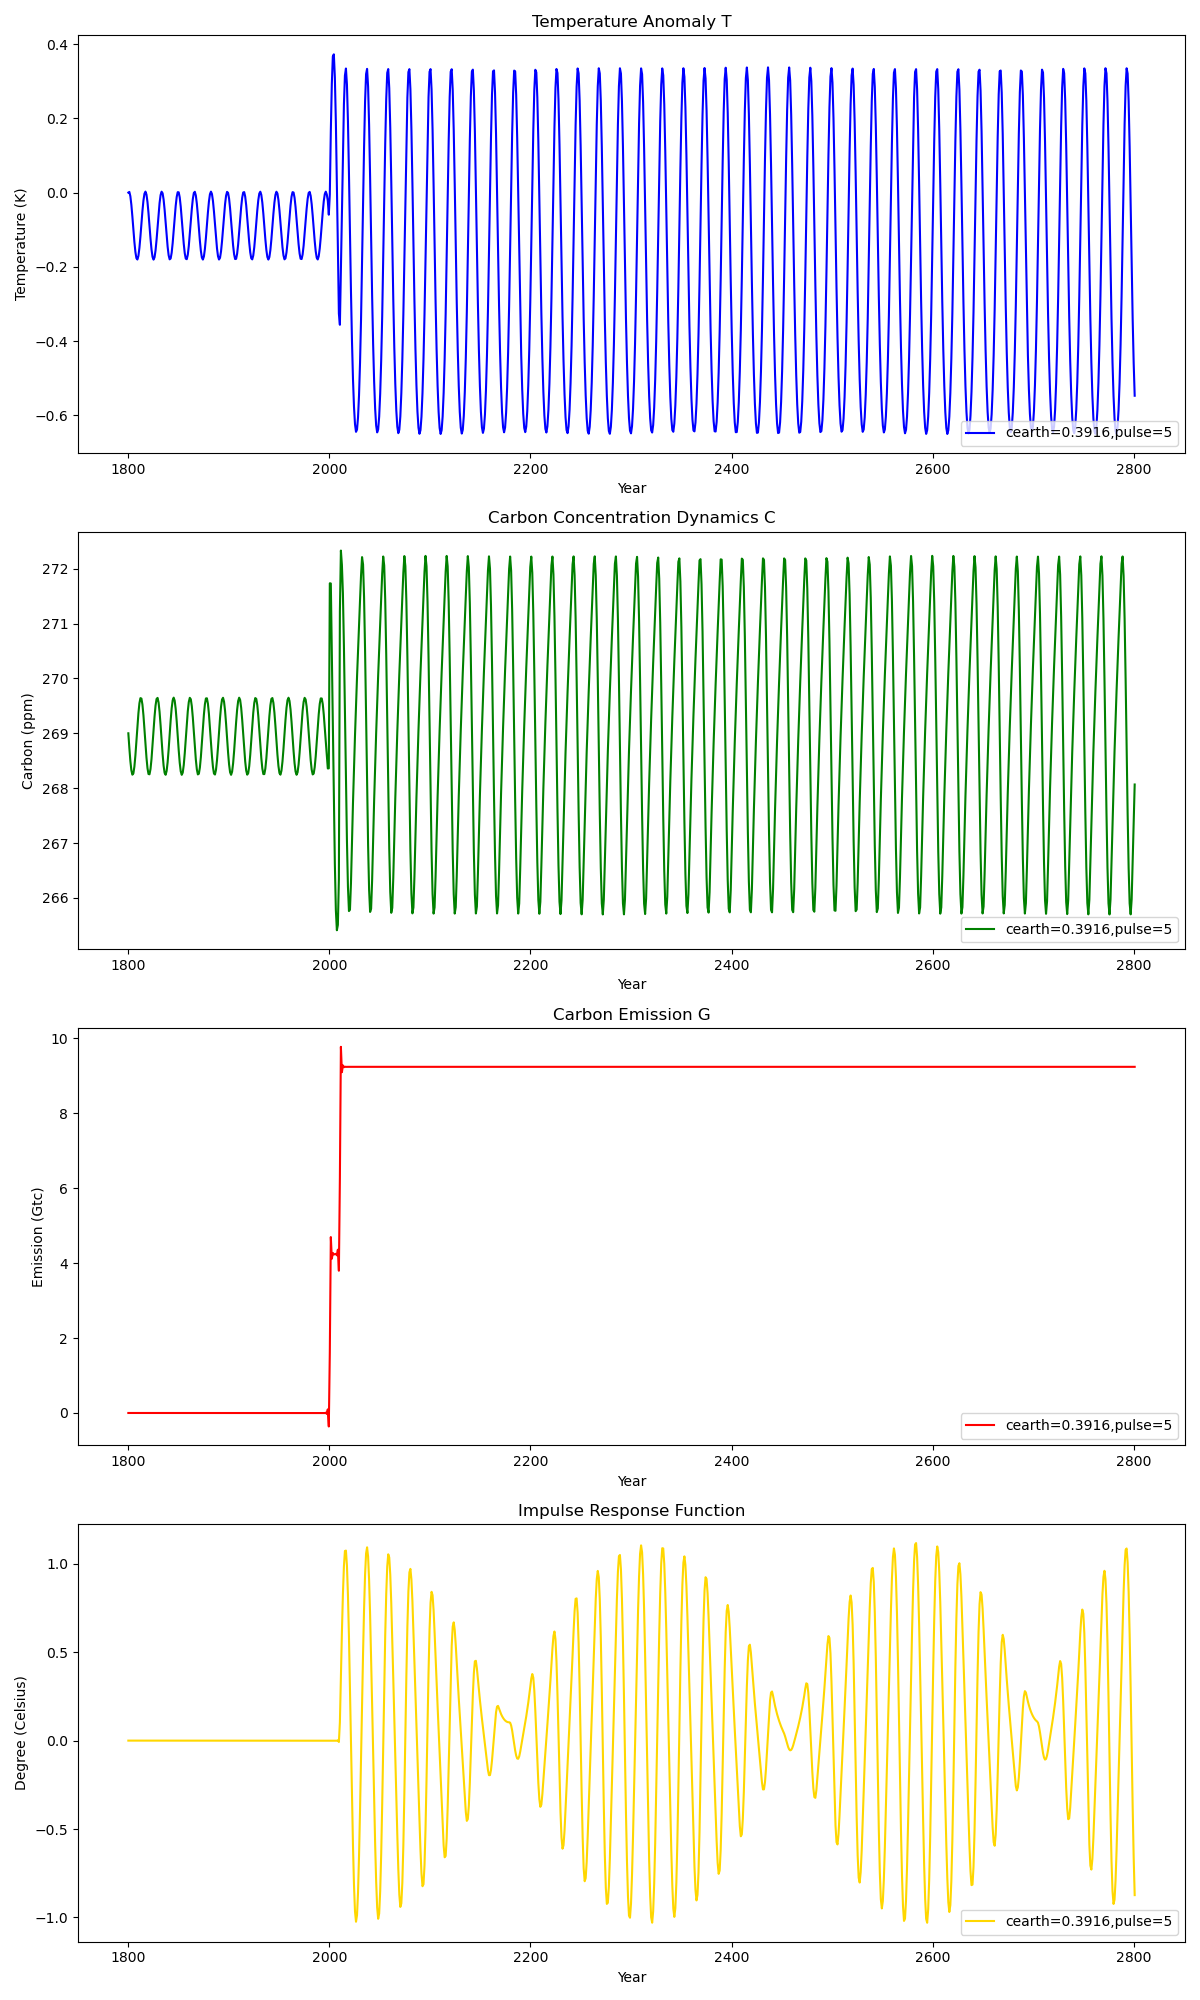 Temperature Anomaly T
Temperature (K)
0.4
0.2
0.0
−0.2
−0.4
−0.6
cearth=0.3916,pulse=5
1800 2000 2200 2400 2600 2800
Year
Carbon Concentration Dynamics C
Carbon (ppm)
272
271
270
269
268
267
266
cearth=0.3916,pulse=5
1800 2000 2200 2400 2600 2800
Year
Carbon Emission G
Emission (Gtc)
10
8
6
4
2
0
cearth=0.3916,pulse=5
1800 2000 2200 2400 2600 2800
Year
Impulse Response Function
Degree (Celsius)
1.0
0.5
0.0
−0.5
−1.0
cearth=0.3916,pulse=5
1800 2000 2200 2400 2600 2800
Year